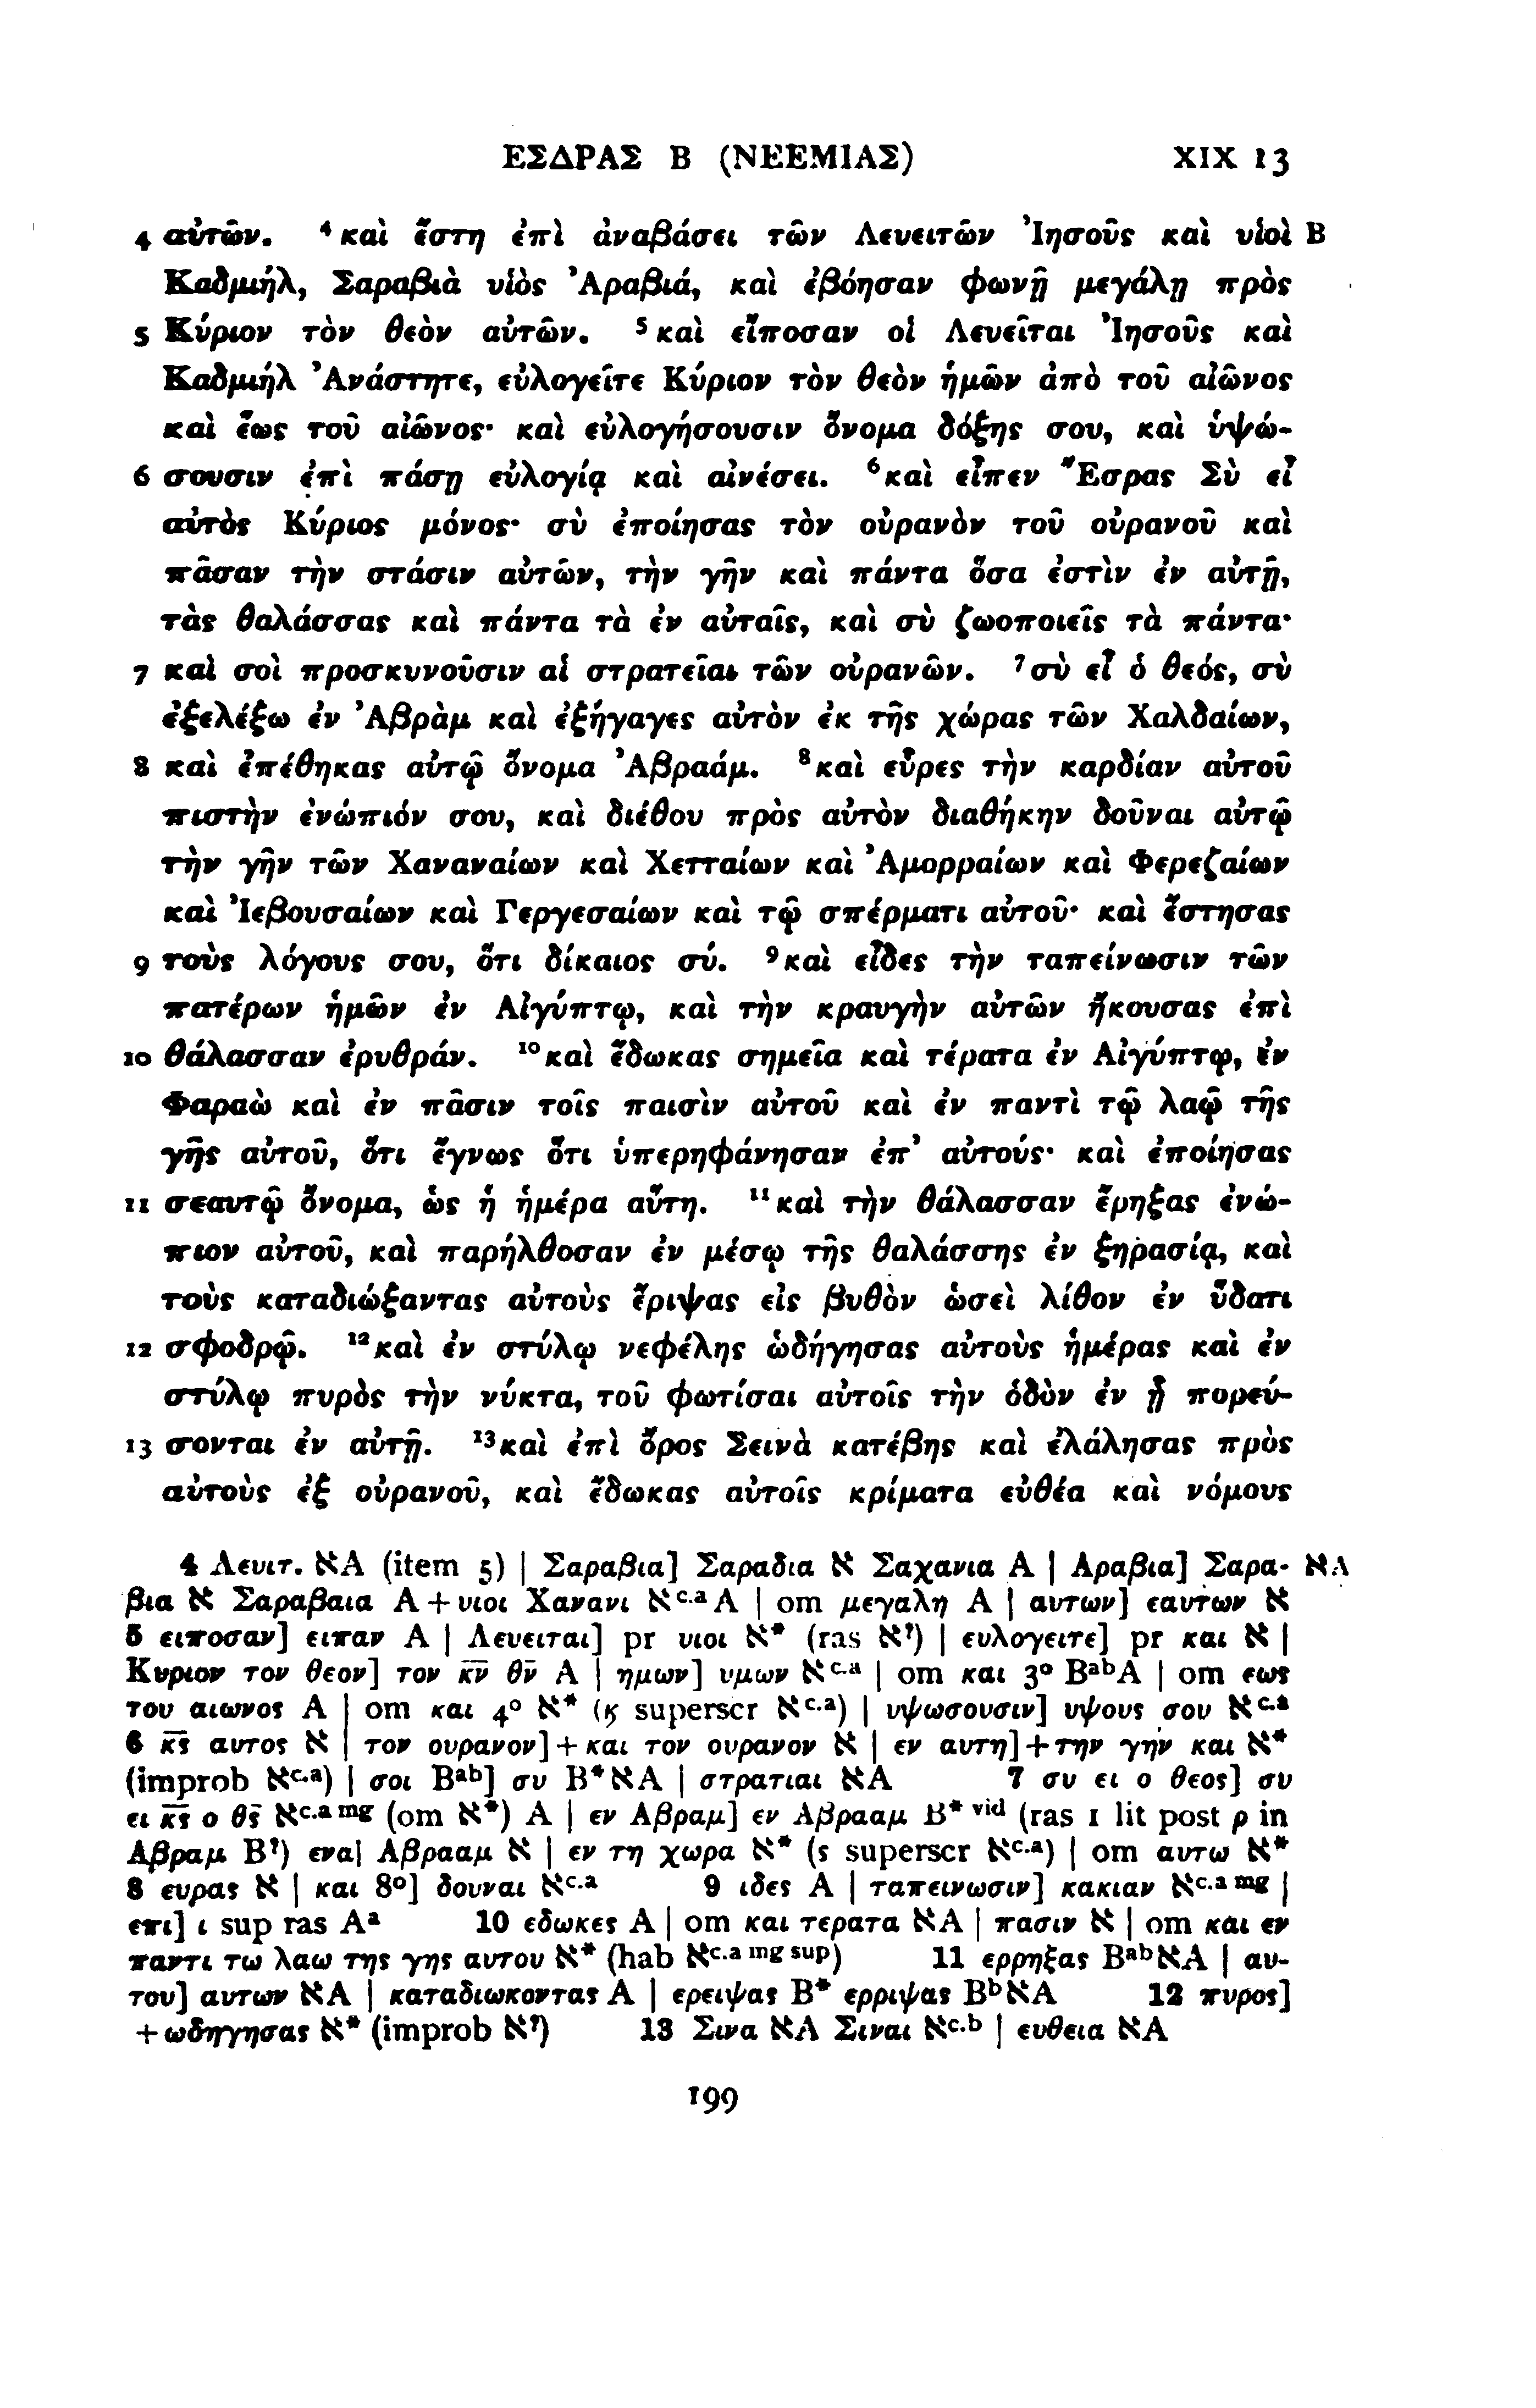 ΕΣΔΡΑΣ Β (ΝΕΕΜΙΑΣ) XIX 13
4 αὐτῶν. ⁴καὶ ἔστη ἐπὶ ἀναβάσει τῶν Λευειτῶν Ἰησοῦς καὶ υἱοὶ B
Καδμιήλ, Σαραβιὰ υἱὸς Ἀραβιά, καὶ ἐβόησαν φωνῇ μεγάλῃ πρὸς
5 Κύριον τὸν θεὸν αὐτῶν. ⁵καὶ εἴποσαν οἱ Λευεῖται Ἰησοῦς καὶ
Καδμιὴλ Ἀνάστητε, εὐλογεῖτε Κύριον τὸν θεὸν ἡμῶν ἀπὸ τοῦ αἰῶνος
καὶ ἕως τοῦ αἰῶνος· καὶ εὐλογήσουσιν ὄνομα δόξης σου, καὶ ὑψώ-
6 σουσιν ἐπὶ πάσῃ εὐλογίᾳ καὶ αἰνέσει. ⁶καὶ εἶπεν Ἔσρας Σὺ εἶ
αὐτὸς Κύριος μόνος· σὺ ἐποίησας τὸν οὐρανὸν τοῦ οὐρανοῦ καὶ
πᾶσαν τὴν στάσιν αὐτῶν, τὴν γῆν καὶ πάντα ὅσα ἐστὶν ἐν αὐτῇ,
τὰς θαλάσσας καὶ πάντα τὰ ἐν αὐταῖς, καὶ σὺ ζωοποιεῖς τὰ πάντα·
7 καὶ σοὶ προσκυνοῦσιν αἱ στρατεῖαι τῶν οὐρανῶν. ⁷σὺ εἶ ὁ θεός, σὺ
ἐξελέξω ἐν Ἀβρὰμ καὶ ἐξήγαγες αὐτὸν ἐκ τῆς χώρας τῶν Χαλδαίων,
8 καὶ ἐπέθηκας αὐτῷ ὄνομα Ἀβραάμ. ⁸καὶ εὗρες τὴν καρδίαν αὐτοῦ
πιστὴν ἐνώπιόν σου, καὶ διέθου πρὸς αὐτὸν διαθήκην δοῦναι αὐτῷ
τὴν γῆν τῶν Χαναναίων καὶ Χετταίων καὶ Ἀμορραίων καὶ Φερεζαίων
καὶ Ἰεβουσαίων καὶ Γεργεσαίων καὶ τῷ σπέρματι αὐτοῦ· καὶ ἔστησας
9 τοὺς λόγους σου, ὅτι δίκαιος σύ. ⁹καὶ εἶδες τὴν ταπείνωσιν τῶν
πατέρων ἡμῶν ἐν Αἰγύπτῳ, καὶ τὴν κραυγὴν αὐτῶν ἤκουσας ἐπὶ
10 θάλασσαν ἐρυθράν. ¹⁰καὶ ἔδωκας σημεῖα καὶ τέρατα ἐν Αἰγύπτῳ, ἐν
Φαραὼ καὶ ἐν πᾶσιν τοῖς παισὶν αὐτοῦ καὶ ἐν παντὶ τῷ λαῷ τῆς
γῆς αὐτοῦ, ὅτι ἔγνως ὅτι ὑπερηφάνησαν ἐπ’ αὐτούς· καὶ ἐποίησας
11 σεαυτῷ ὄνομα, ὡς ἡ ἡμέρα αὕτη. ¹¹καὶ τὴν θάλασσαν ἔρηξας ἐνώ-
πιον αὐτοῦ, καὶ παρήλθοσαν ἐν μέσῳ τῆς θαλάσσης ἐν ξηρασίᾳ, καὶ
τοὺς καταδιώξαντας αὐτοὺς ἔριψας εἰς βυθὸν ὡσεὶ λίθον ἐν ὕδατι
12 σφοδρῷ. ¹²καὶ ἐν στύλῳ νεφέλης ὡδήγησας αὐτοὺς ἡμέρας καὶ ἐν
στύλῳ πυρὸς τὴν νύκτα, τοῦ φωτίσαι αὐτοῖς τὴν ὁδὸν ἐν ᾗ πορεύ-
13 σονται ἐν αὐτῇ. ¹³καὶ ἐπὶ ὄρος Σεινὰ κατέβης καὶ ἐλάλησας πρὸς
αὐτοὺς ἐξ οὐρανοῦ, καὶ ἔδωκας αὐτοῖς κρίματα εὐθέα καὶ νόμους
4 Λευιτ. אA (item 5) | Σαραβια] Σαραδια א Σαχανια A | Αραβια] Σαρα- אA
βια א Σαραβαια A + υιοι Χανανι א^c.a A | om μεγαλη A | αυτων] εαυτων א
5 ειποσαν] ειπαν A | Λευειται] pr υιοι א* (ras א^?) | ευλογειτε] pr και א |
Κυριον τον θεον] τον κ̅ν̅ θ̅ν̅ A | ημων] υμων א^c.a | om και 3° B^ab A | om εως
του αιωνος A | om και 4° א* (ϗ superscr א^c.a) | υψωσουσιν] υψους σου א^c.a
6 κ̅ς̅ αυτος א | τον ουρανον] + και τον ουρανον א | εν αυτη] + την γην και א*
(improb א^c.a) | σοι B^ab] συ B*אA | στρατιαι אA 7 συ ει ο θεος] συ
ει κ̅ς̅ ο θ̅ς̅ א^c.a mg (om א*) A | εν Αβραμ] εν Αβρααμ B* vid (ras 1 lit post ρ in
Αβραμ B^?) ενα| Αβρααμ א | εν τη χωρα א* (ς superscr א^c.a) | om αυτω א*
8 ευρας א | και 8°] δουναι א^c.a 9 ιδες A | ταπεινωσιν] κακιαν א^c.a mg |
επι] ι sup ras A^a 10 εδωκες A | om και τερατα אA | πασιν א | om και εν
παντι τω λαω της γης αυτου א* (hab א^c.a mg sup) 11 ερρηξας B^ab אA | αυ-
του] αυτων אA | καταδιωκοντας A | ερειψας B* ερριψας B^b אA 12 πυρος]
+ ωδηγησας א* (improb א^?) 13 Σινα אA Σιναι א^c.b | ευθεια אA
199